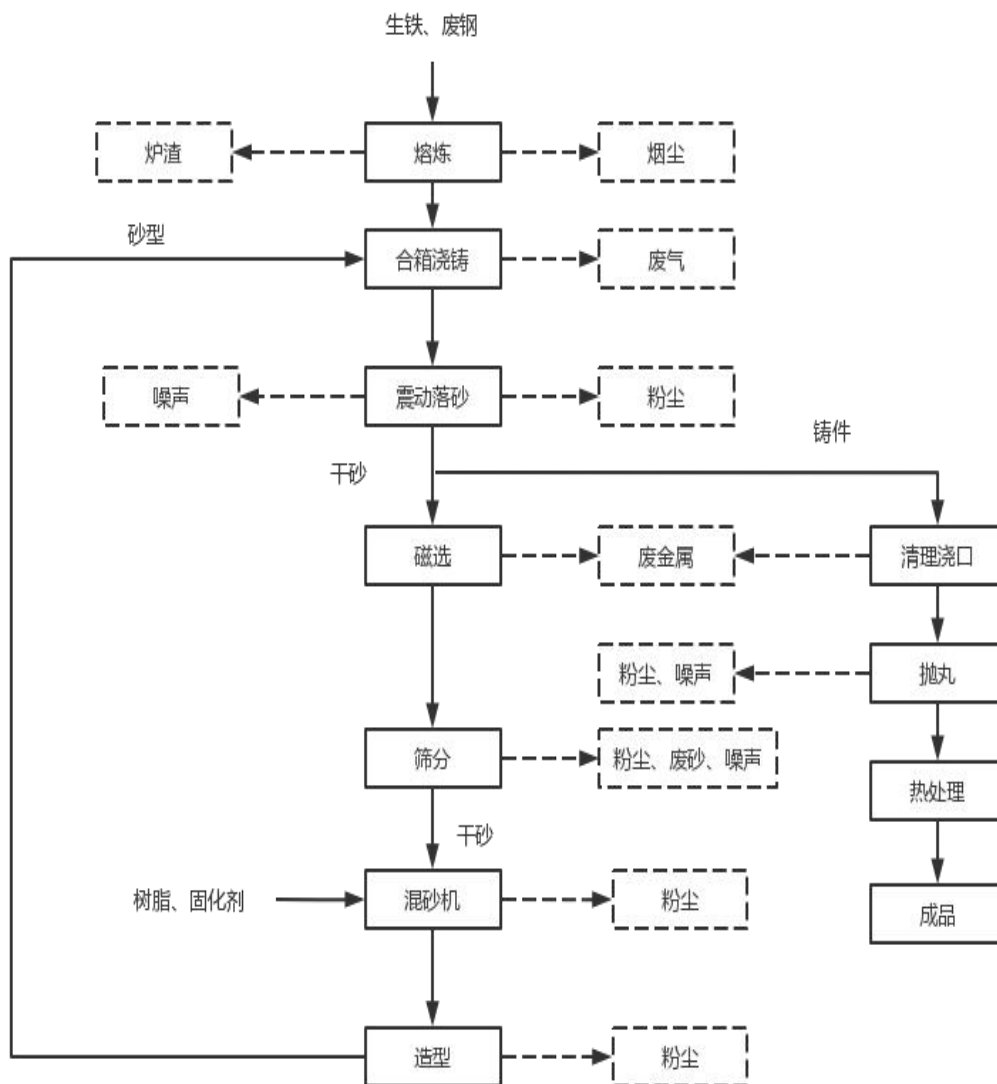 生铁、废钢
炉渣
熔炼
烟尘
砂型
合箱浇铸
废气
噪声
震动落砂
粉尘
铸件
干砂
磁选
废金属
清理浇口
粉尘、噪声
抛丸
筛分
粉尘、废砂、噪声
热处理
干砂
树脂、固化剂
混砂机
粉尘
成品
造型
粉尘